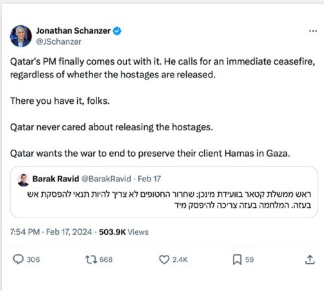 Jonathan Schanzer
@JSchanzer
Qatar's PM finally comes out with it. He calls for an immediate ceasefire,
regardless of whether the hostages are released.
There you have it, folks.
Qatar never cared about releasing the hostages.
Qatar wants the war to end to preserve their client Hamas in Gaza.
Barak Ravid @BarakRavid · Feb 17
ראש ממשלת קטאר בוועידת מינכן: שחרור החטופים לא צריך להיות תנאי להפסקת אש
בעזה. המלחמה בעזה צריכה להיפסק מיד
7:54 PM · Feb 17, 2024 · 503.9K Views
306 668 2.4K 59